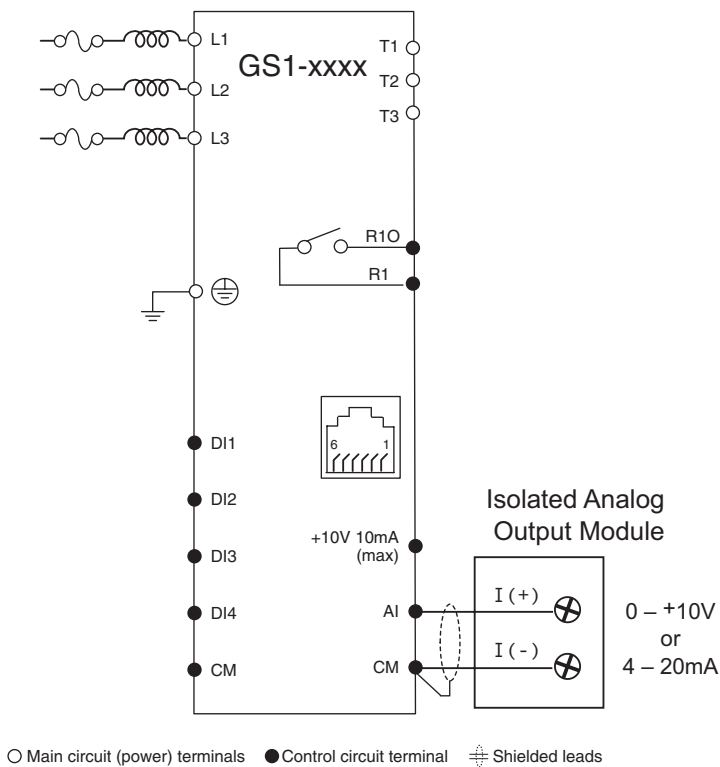 GS1-xxxx
L1
L2
L3
T1
T2
T3
R1O
R1
6 1
DI1
DI2
DI3
DI4
CM
+10V 10mA
(max)
AI
CM
Isolated Analog
Output Module
I (+)
I (-)
0 – +10V
or
4 – 20mA
Main circuit (power) terminals
Control circuit terminal
Shielded leads